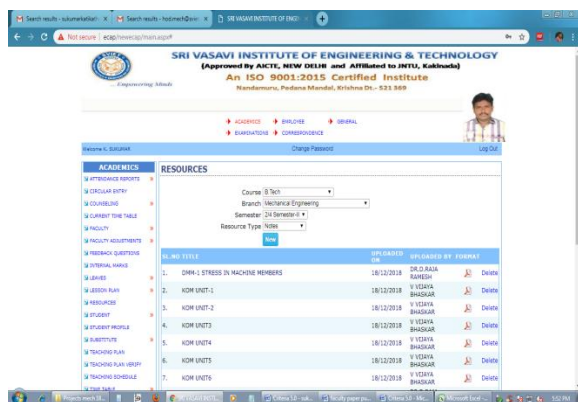 Search results - sukumarkatikath
Search results - hodimech@svec
SRI VASAVI INSTITUTE OF ENGI
Not secure | ecap/newecap/main.aspx#
SRI VASAVI INSTITUTE OF ENGINEERING & TECHNOLOGY
(Approved By AICTE, NEW DELHI and Affiliated to JNTU, Kakinada)
An ISO 9001:2015 Certified Institute
Nandamuru, Pedana Mandal, Krishna Dt.- 521 369
... Engineering Minds
ACADEMICS EMPLOYEE GENERAL
EXAMINATIONS CORRESPONDENCE
Welcome K. SUKUMAR Change Password Log Out
ACADEMICS
ATTENDANCE REPORTS
CIRCULAR ENTRY
COUNSELING
CURRENT TIME TABLE
FACULTY
FACULTY ADJUSTMENTS
FEEDBACK QUESTIONS
INTERNAL MARKS
LEAVES
LESSON PLAN
RESOURCES
STUDENT
STUDENT PROFILE
SUBSTITUTE
TEACHING PLAN
TEACHING PLAN VERIFY
TEACHING SCHEDULE
TIME TABLE
RESOURCES
Course B.Tech
Branch Mechanical Engineering
Semester 2/4 Semester-II
Resource Type Notes
New
SL.NO TITLE UPLOADED ON UPLOADED BY FORMAT
1. DMM-1 STRESS IN MACHINE MEMBERS 18/12/2018 DR.D.RAJA RAMESH Delete
2. KOM UNIT-1 18/12/2018 V VIJAYA BHASKAR Delete
3. KOM UNIT-2 18/12/2018 V VIJAYA BHASKAR Delete
4. KOM UNIT3 18/12/2018 V VIJAYA BHASKAR Delete
5. KOM UNIT4 18/12/2018 V VIJAYA BHASKAR Delete
6. KOM UNIT5 18/12/2018 V VIJAYA BHASKAR Delete
7. KOM UNIT6 18/12/2018 V VIJAYA BHASKAR Delete
5:52 PM